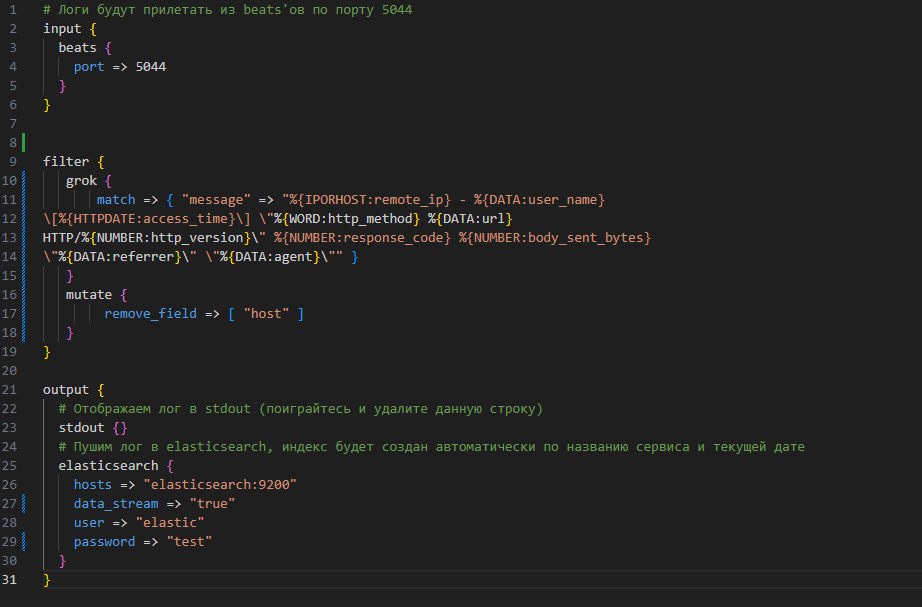 1 # Логи будут прилетать из beats'ов по порту 5044
2 input {
3 beats {
4 port => 5044
5 }
6 }
7
8
9 filter {
10 grok {
11 match => { "message" => "%{IPORHOST:remote_ip} - %{DATA:user_name}
12 \[%{HTTPDATE:access_time}\] \"%{WORD:http_method} %{DATA:url}
13 HTTP/%{NUMBER:http_version}\" %{NUMBER:response_code} %{NUMBER:body_sent_bytes}
14 \"%{DATA:referrer}\" \"%{DATA:agent}\"" }
15 }
16 mutate {
17 remove_field => [ "host" ]
18 }
19 }
20
21 output {
22 # Отображаем лог в stdout (поиграйтесь и удалите данную строку)
23 stdout {}
24 # Пушим лог в elasticsearch, индекс будет создан автоматически по названию сервиса и текущей дате
25 elasticsearch {
26 hosts => "elasticsearch:9200"
27 data_stream => "true"
28 user => "elastic"
29 password => "test"
30 }
31 }